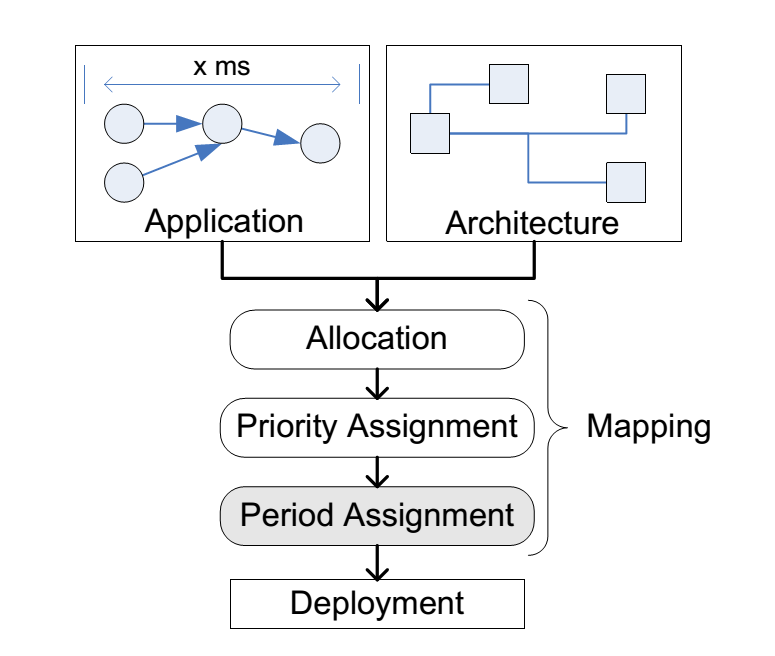 x ms
Application
Architecture
Allocation
Priority Assignment
Mapping
Period Assignment
Deployment